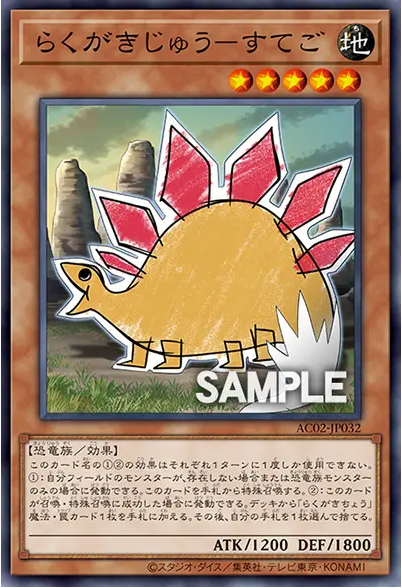 らくがきじゅう－すてご
地
SAMPLE
AC02-JP032
【恐竜族／効果】
このカード名の①②の効果はそれぞれ１ターンに１度しか使用できない。
①：自分フィールドのモンスターが、存在しない場合または恐竜族モンスター
のみの場合に発動できる。このカードを手札から特殊召喚する。②：このカード
が召喚・特殊召喚に成功した場合に発動できる。デッキから「らくがきちょう」
魔法・罠カード１枚を手札に加える。その後、自分の手札を１枚選んで捨てる。
ATK/1200 DEF/1800
©スタジオ・ダイス／集英社・テレビ東京・KONAMI